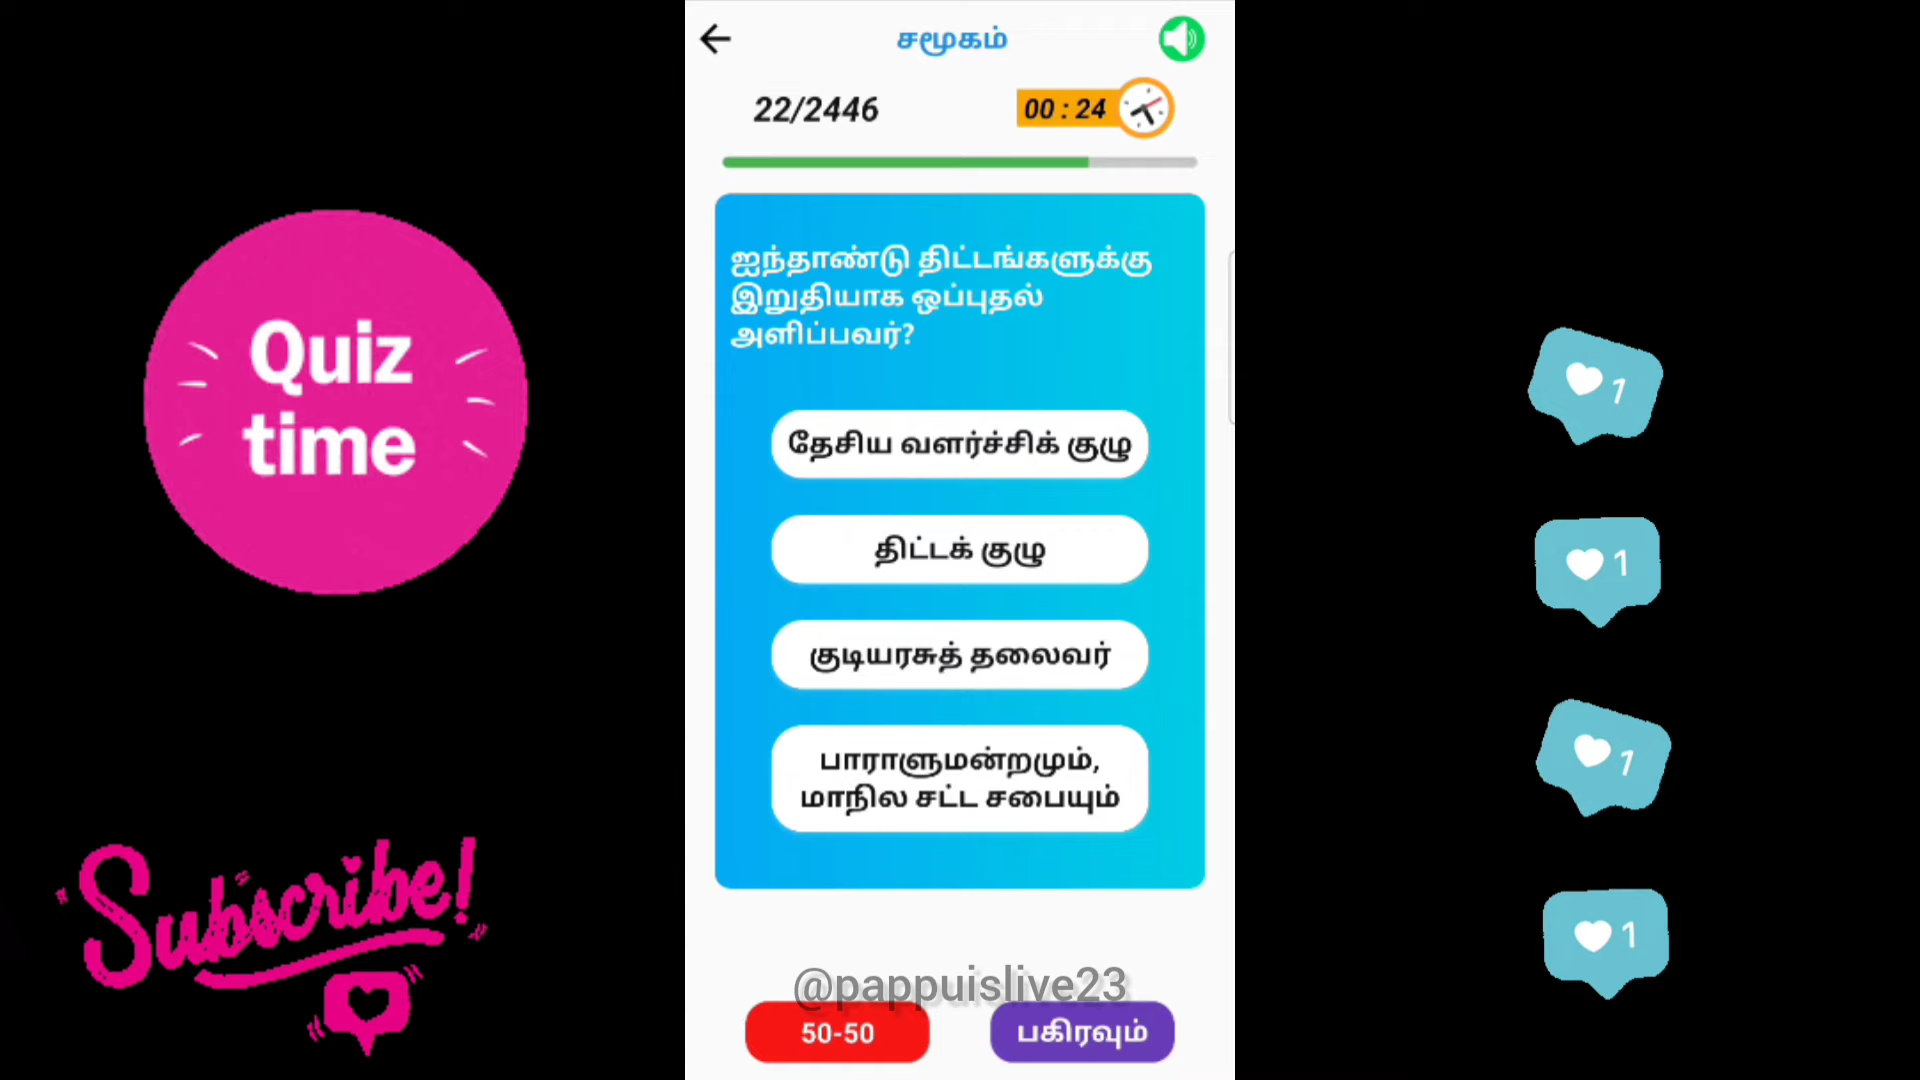 சமூகம்
22/2446
00 : 24
ஐந்தாண்டு திட்டங்களுக்கு
இறுதியாக ஒப்புதல்
அளிப்பவர்?
தேசிய வளர்ச்சிக் குழு
திட்டக் குழு
குடியரசுத் தலைவர்
பாராளுமன்றமும்,
மாநில சட்ட சபையும்
@pappuislive23
50-50
பகிரவும்
Quiz
time
Subscribe!
1
1
1
1